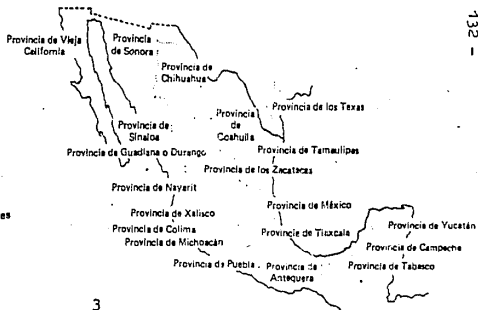 132 -
Provincia de Vieja
California
Provincia
de Sonora
Provincia de
Chihuahua
Provincia de los Texas
Provincia
de
Coahuila
Provincia de
Sinaloa
Provincia de Guadiana o Durango
Provincia de Tamaulipas
Provincia de los Zacatacas
Provincia de Nayarit
Provincia de México
Provincia de Xalisco
Provincia de Yucatán
Provincia de Colima
Provincie de Tlaxcala
Provincia de Michoacán
Provincia de Campeche
Provincia de Puebla
Provincia de
Antequera
Provincia de Tabasco
es
3